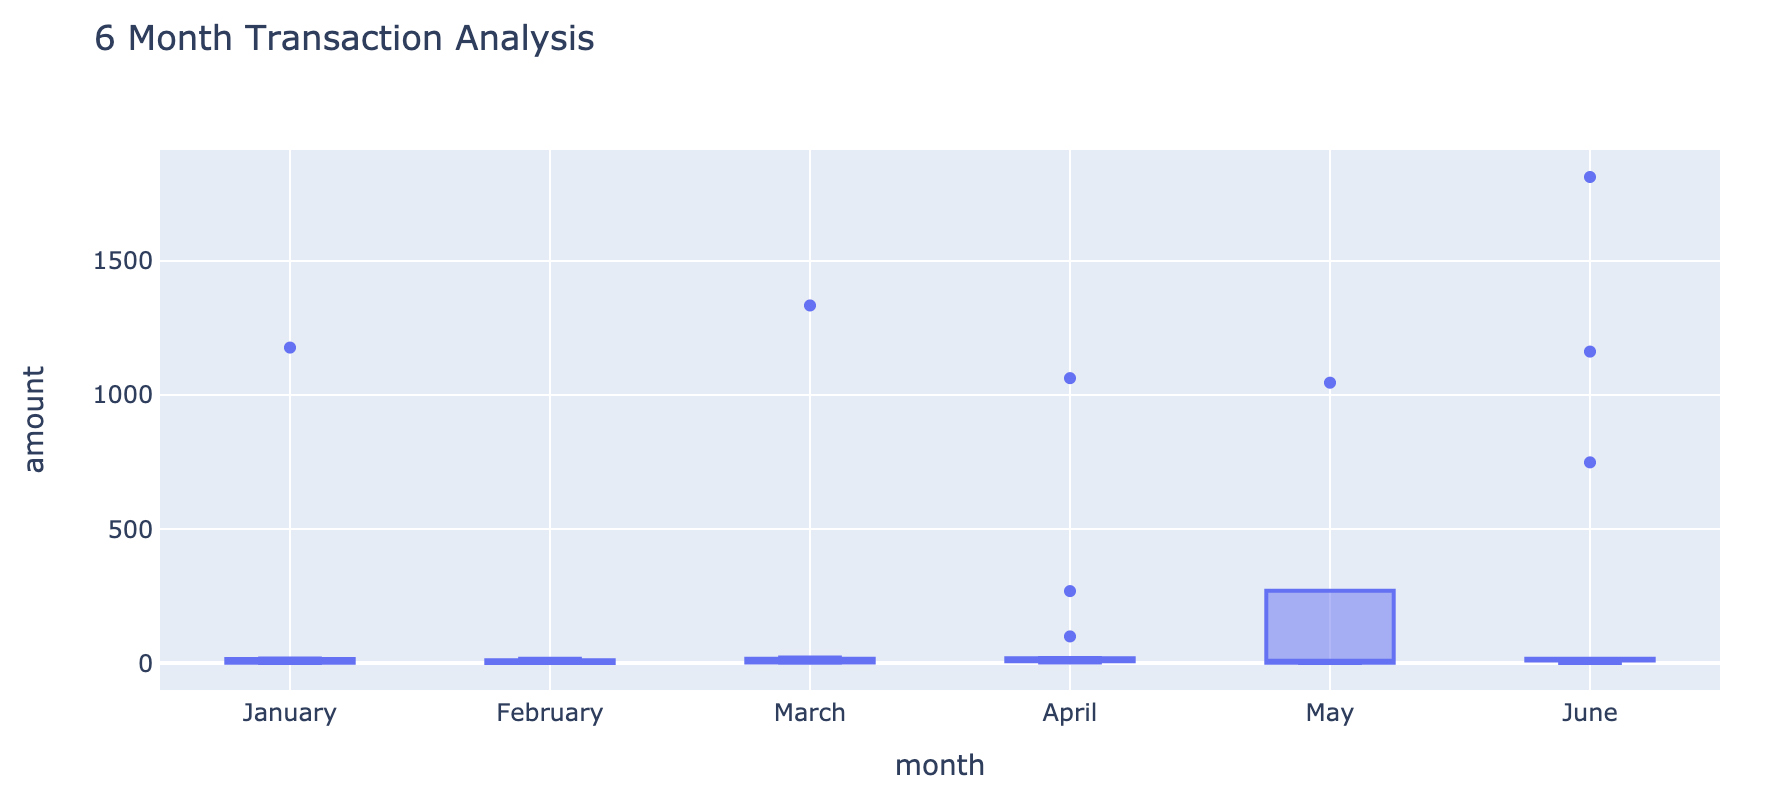 6 Month Transaction Analysis
amount
1500
1000
500
0
January February March April May June
month